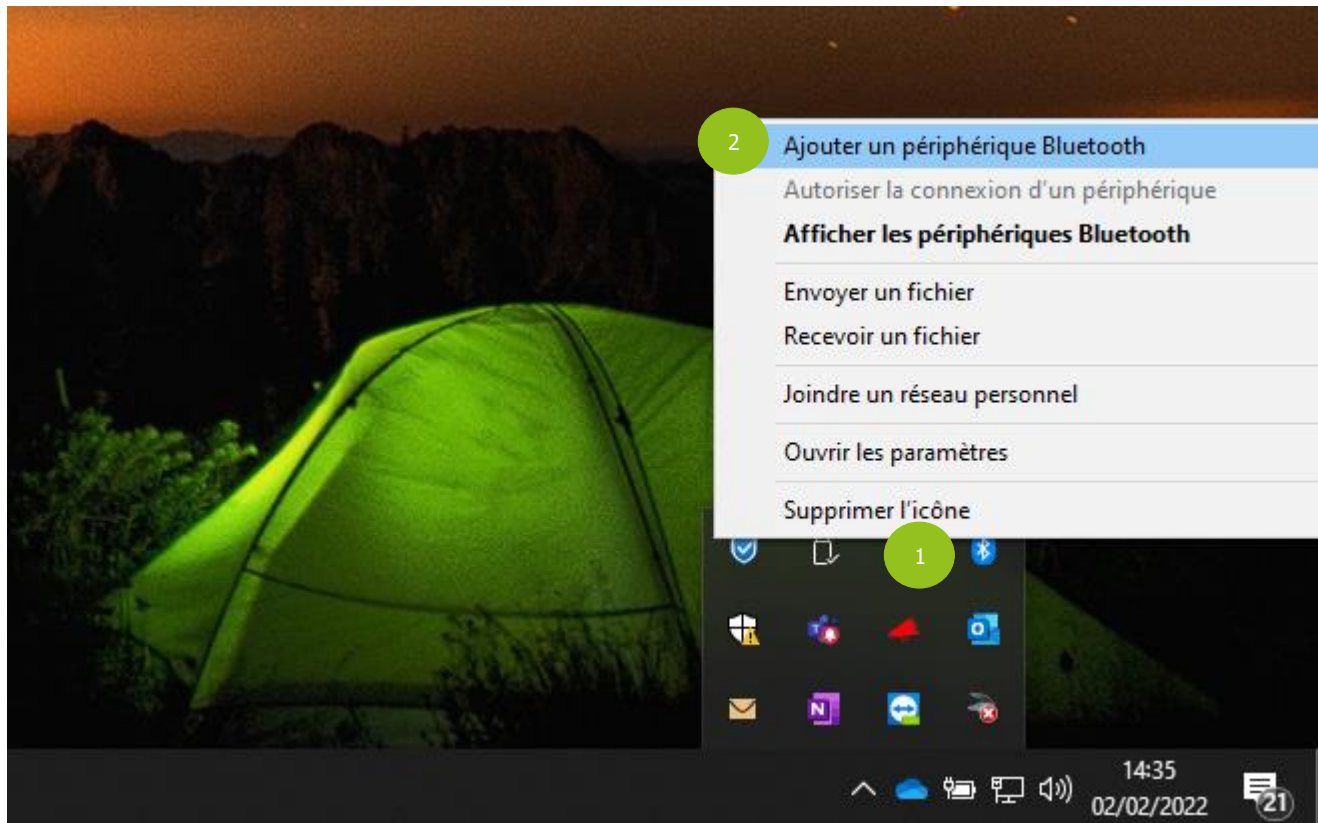 2
Ajouter un périphérique Bluetooth
Autoriser la connexion d'un périphérique
Afficher les périphériques Bluetooth
Envoyer un fichier
Recevoir un fichier
Joindre un réseau personnel
Ouvrir les paramètres
Supprimer l'icône
1
N
14:35
02/02/2022
21